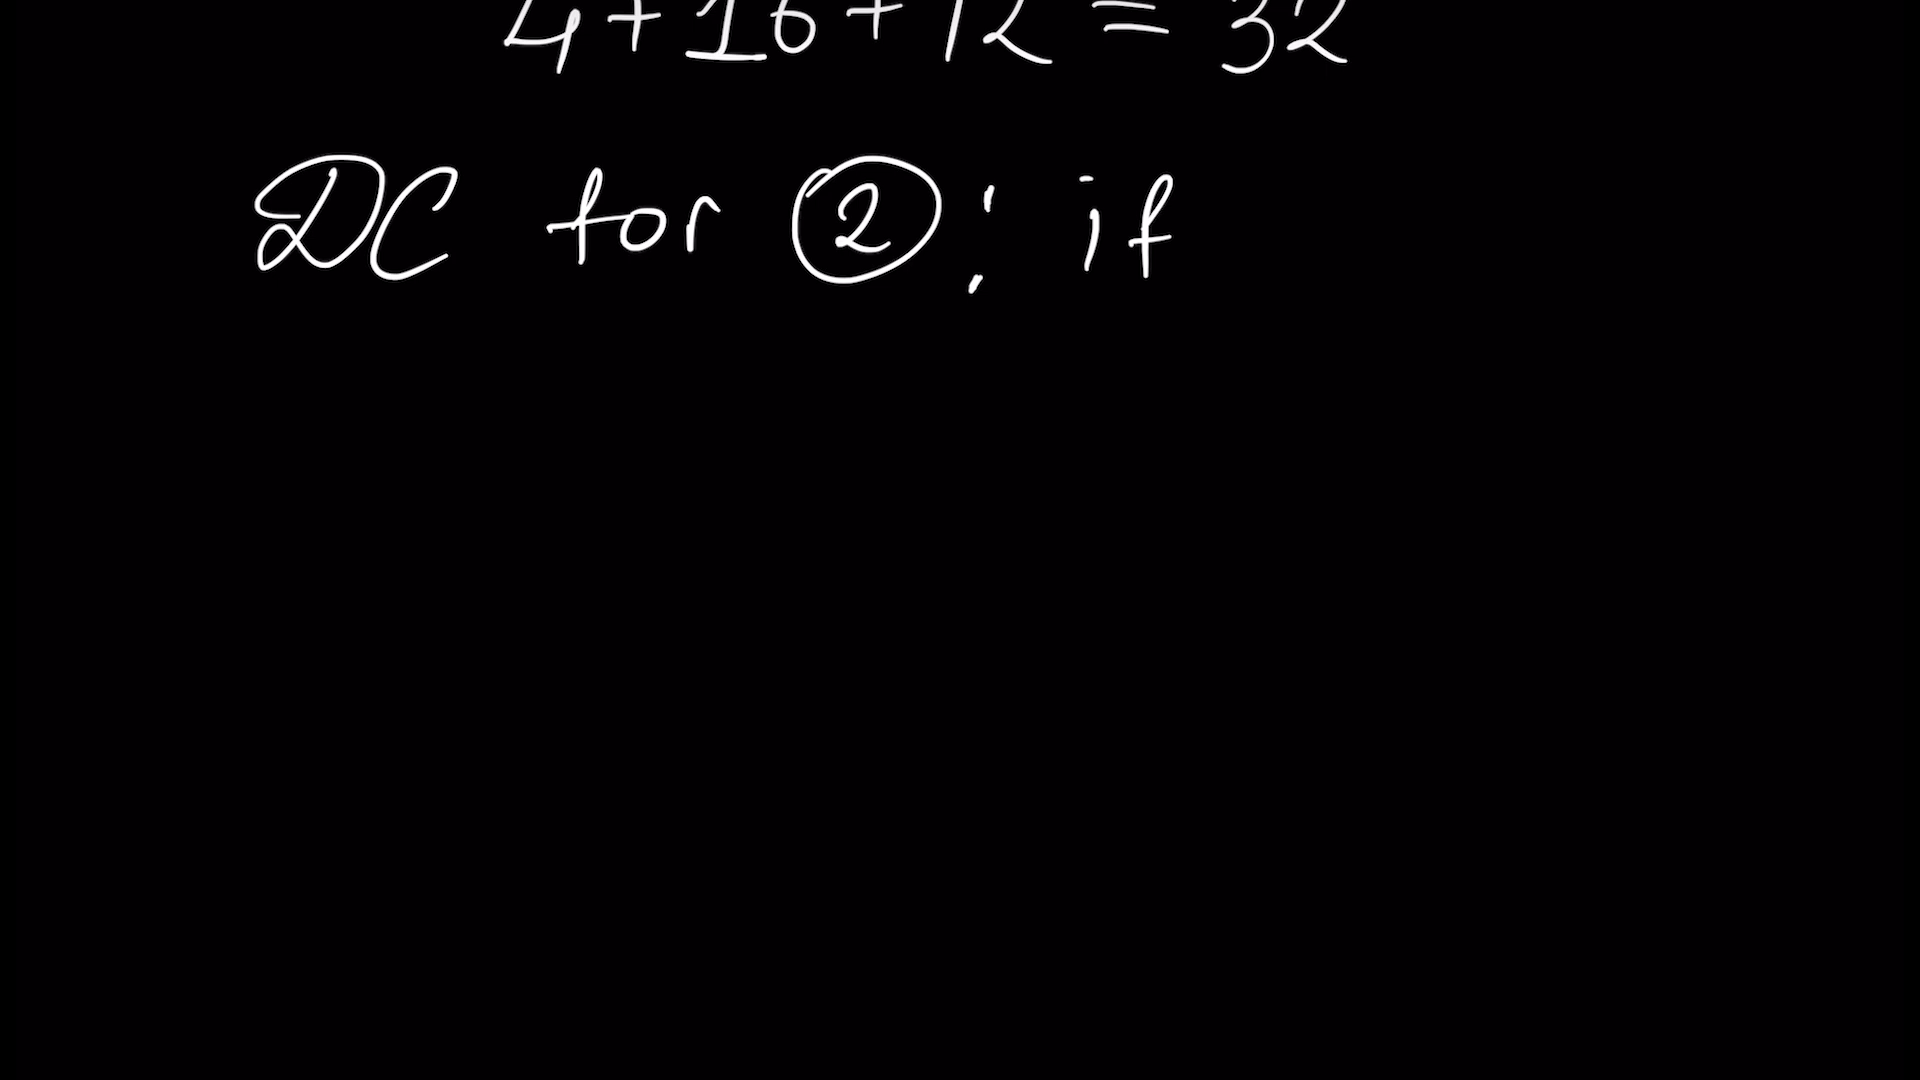 4+16+12 = 32
DC for ②: if